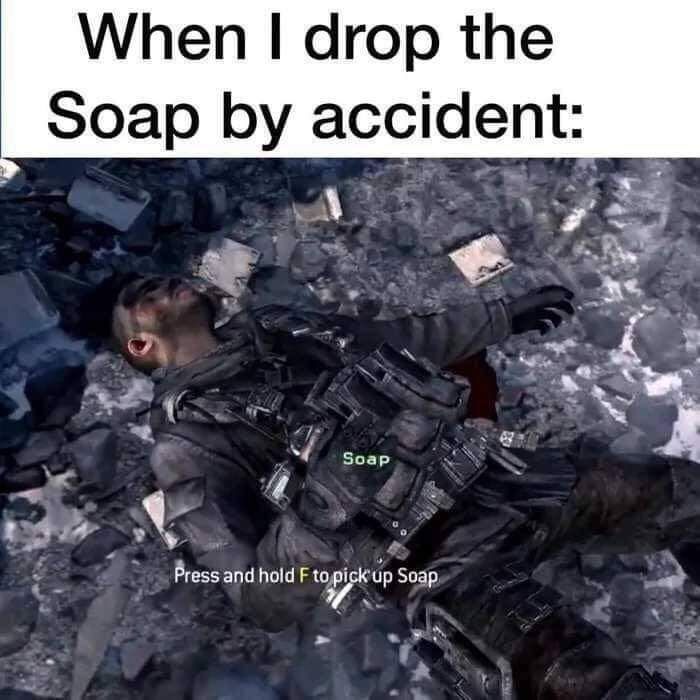 When I drop the
Soap by accident:
Soap
Press and hold F to pick up Soap